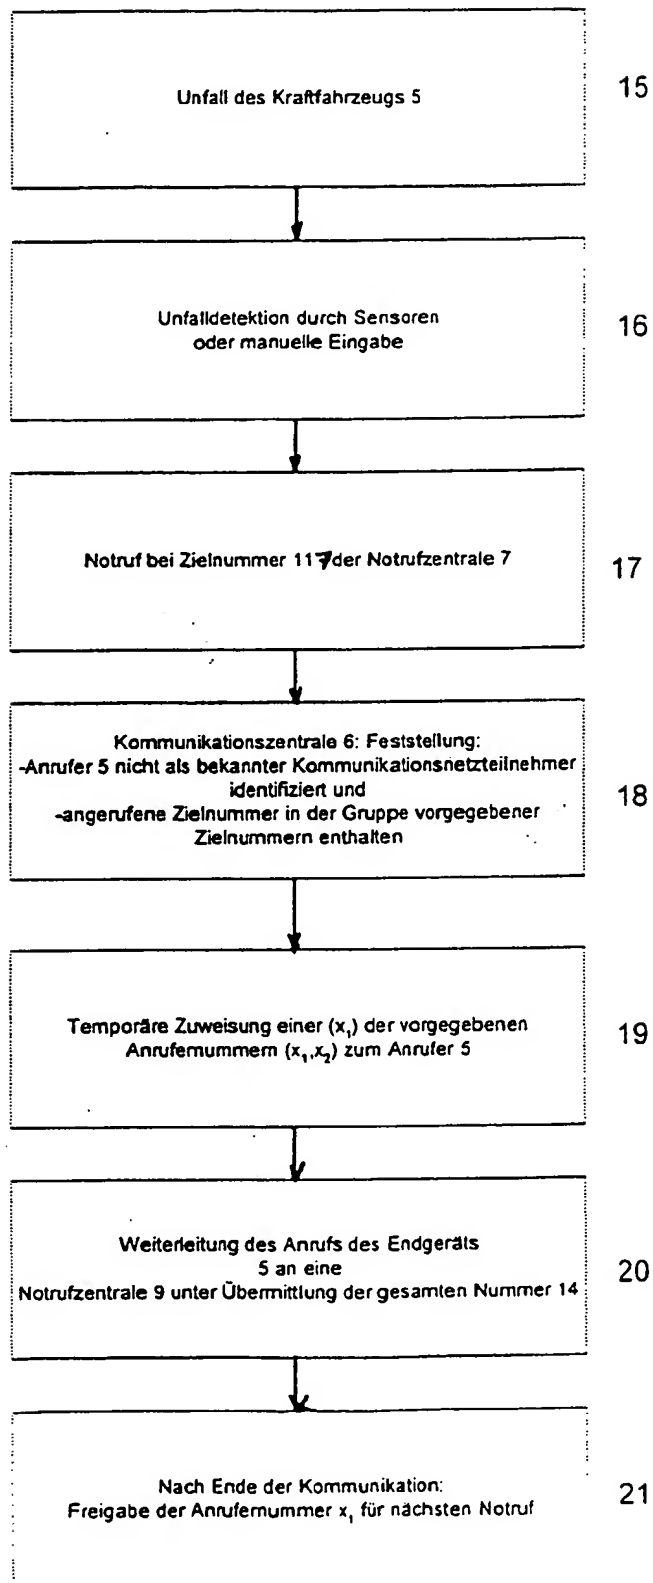 Unfall des Kraftfahrzeugs 5
15
Unfalldetektion durch Sensoren
oder manuelle Eingabe
16
Notruf bei Zielnummer 117 der Notrufzentrale 7
17
Kommunikationszentrale 6: Feststellung:
-Anrufer 5 nicht als bekannter Kommunikationsnetzteilnehmer
identifiziert und
-angerufene Zielnummer in der Gruppe vorgegebener
Zielnummern enthalten
18
Temporäre Zuweisung einer (x₁) der vorgegebenen
Anrufernummern (x₁,x₂) zum Anrufer 5
19
Weiterleitung des Anrufs des Endgeräts
5 an eine
Notrufzentrale 9 unter Übermittlung der gesamten Nummer 14
20
Nach Ende der Kommunikation:
Freigabe der Anrufernummer x₁ für nächsten Notruf
21